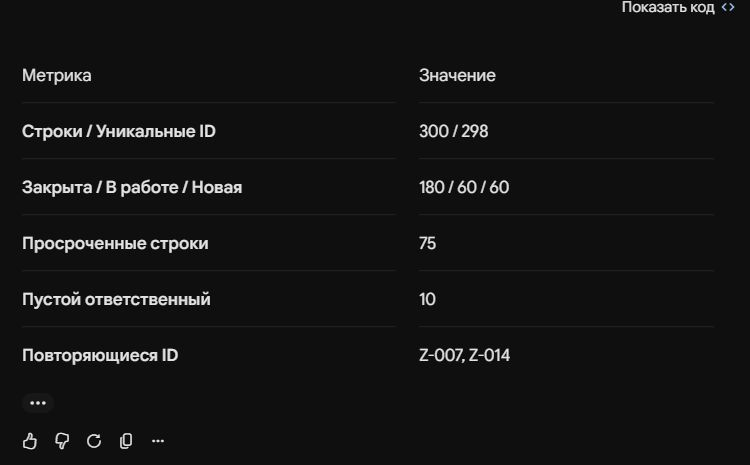 Показать код <>
Метрика Значение
Строки / Уникальные ID 300 / 298
Закрыта / В работе / Новая 180 / 60 / 60
Просроченные строки 75
Пустой ответственный 10
Повторяющиеся ID Z-007, Z-014